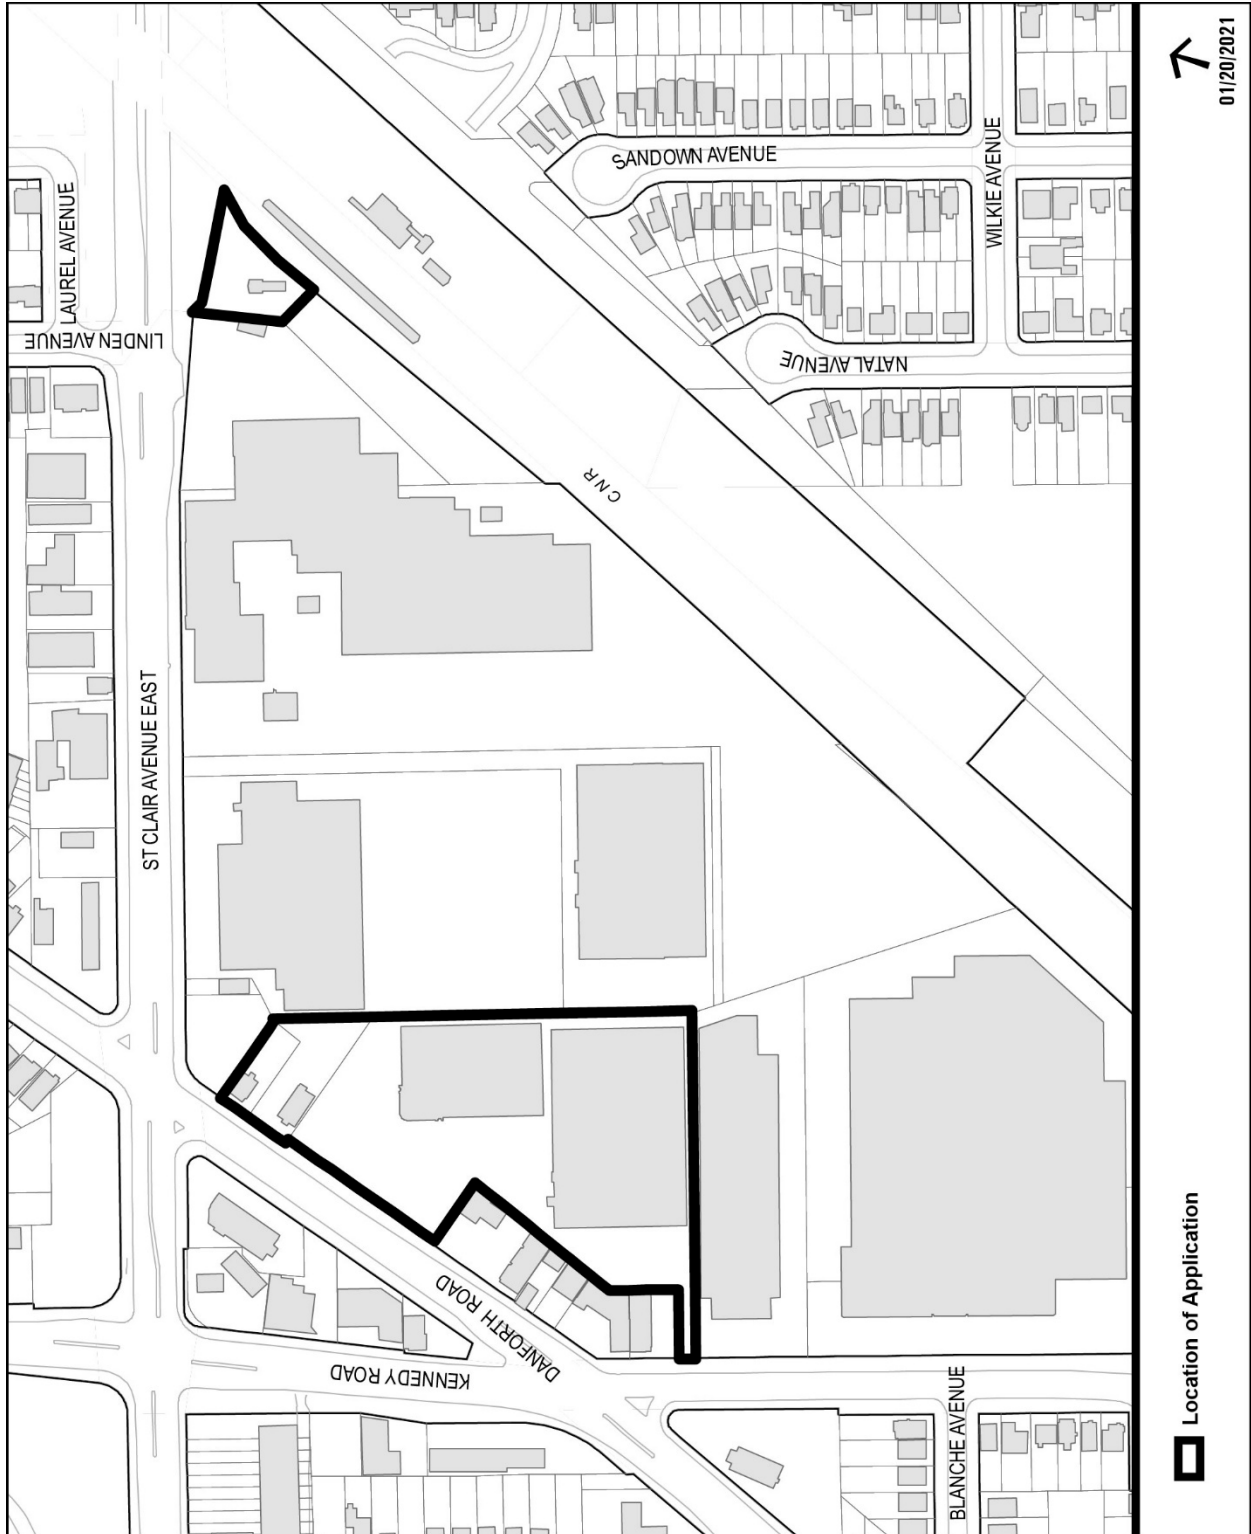 LAUREL AVENUE
LINDEN AVENUE
ST CLAIR AVENUE EAST
SANDOWN AVENUE
WILKIE AVENUE
NATAL AVENUE
CNR
DANFORTH ROAD
KENNEDY ROAD
BLANCHE AVENUE
Location of Application
01/20/2021